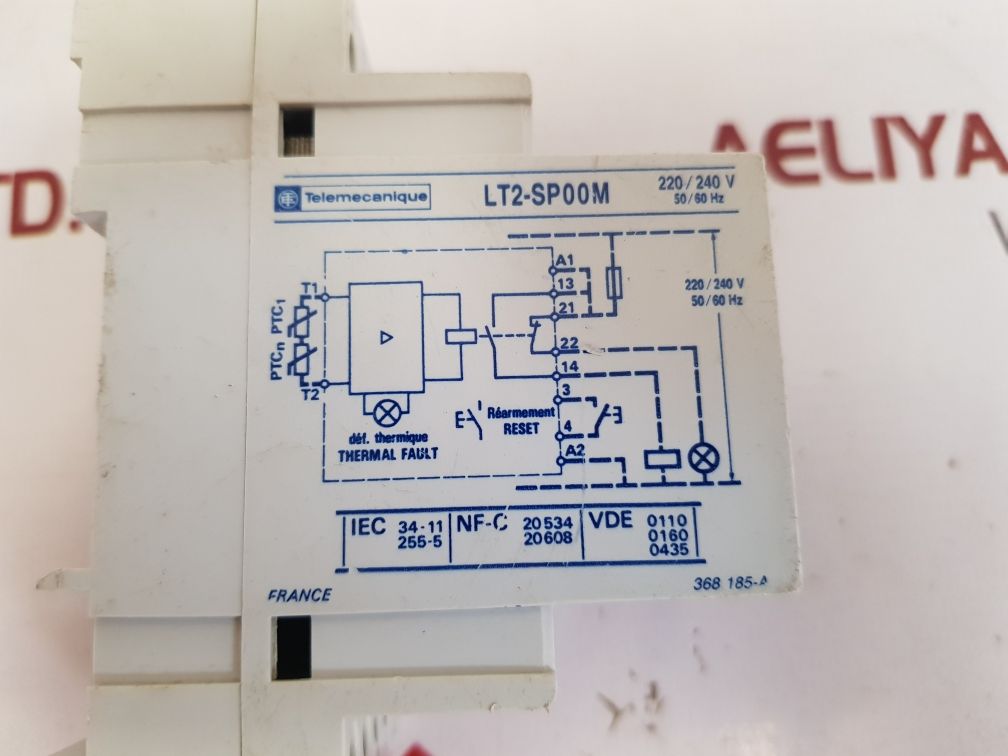 TD.
AELIYA
Telemecanique
LT2-SP00M
220/240 V
50/60 Hz
A1
13
21
22
14
3
4
A2
T1
PTC1
PTCn
T2
220/240 V
50/60 Hz
Réarmement
RESET
déf. thermique
THERMAL FAULT
IEC 34-11
255-5
NF-C 20534
20608
VDE 0110
0160
0435
FRANCE
368 185-A